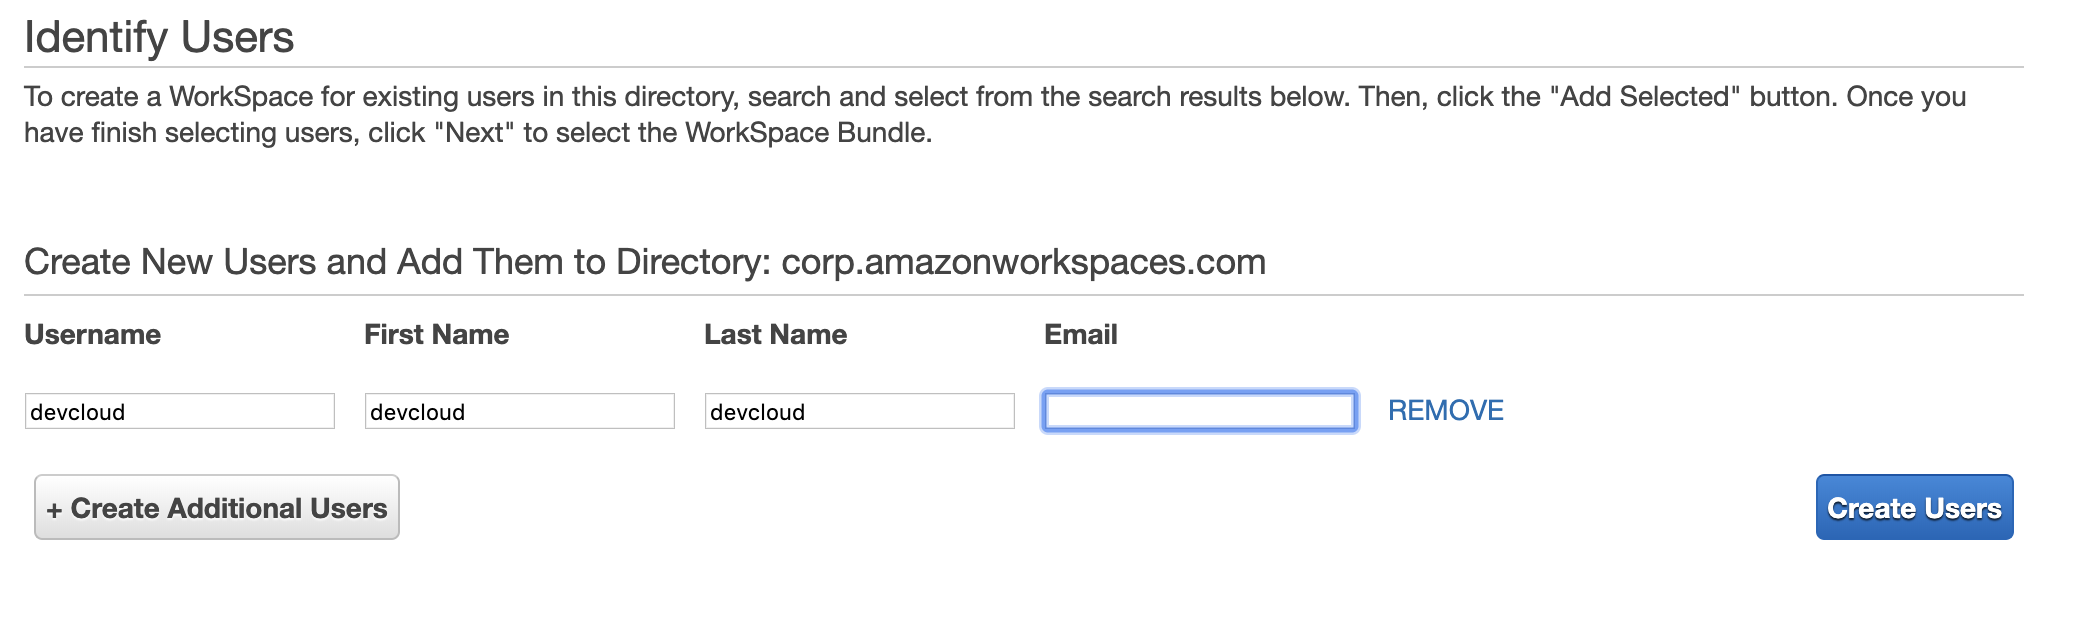 Identify Users
To create a WorkSpace for existing users in this directory, search and select from the search results below. Then, click the "Add Selected" button. Once you
have finish selecting users, click "Next" to select the WorkSpace Bundle.
Create New Users and Add Them to Directory: corp.amazonworkspaces.com
Username First Name Last Name Email
devcloud devcloud devcloud REMOVE
+ Create Additional Users Create Users